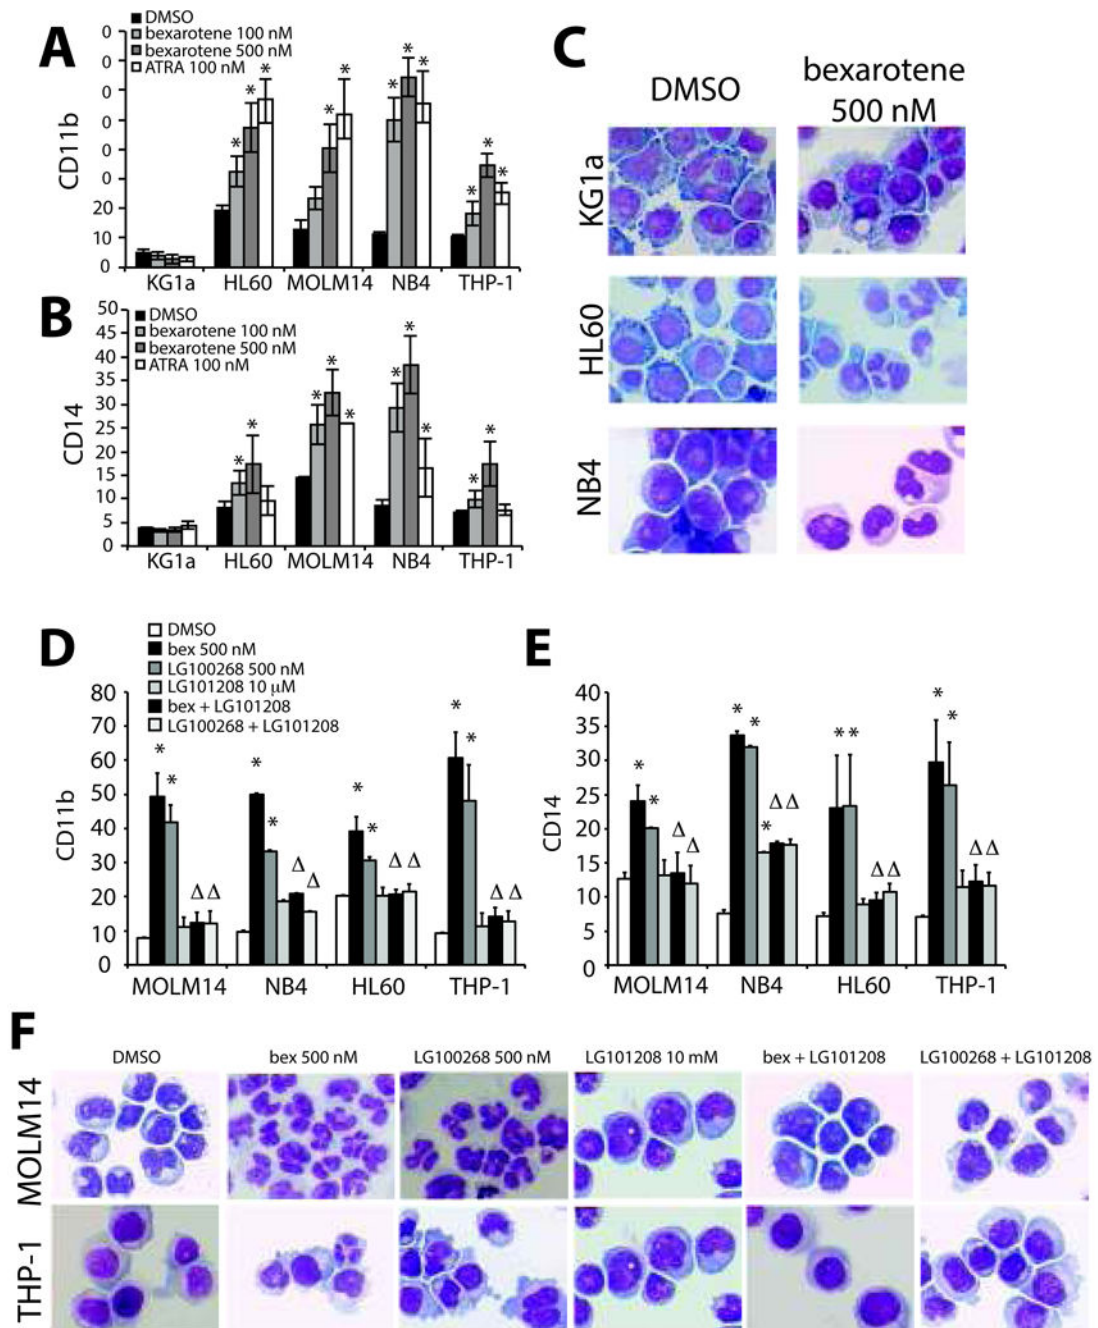 A
DMSO
bexarotene 100 nM
bexarotene 500 nM
ATRA 100 nM
CD11b
0
0
0
0
0
0
20
10
0
*
*
*
*
*
*
*
*
*
*
*
KG1a HL60 MOLM14 NB4 THP-1
B
DMSO
bexarotene 100 nM
bexarotene 500 nM
ATRA 100 nM
CD14
50
45
40
35
30
25
20
15
10
5
0
*
*
*
*
*
*
*
*
*
*
KG1a HL60 MOLM14 NB4 THP-1
C
DMSO
bexarotene
500 nM
KG1a
HL60
NB4
D
DMSO
bex 500 nM
LG100268 500 nM
LG101208 10 μM
bex + LG101208
LG100268 + LG101208
CD11b
80
70
60
50
40
30
20
10
0
* * Δ Δ
* * Δ Δ
* * Δ Δ
* * Δ Δ
MOLM14 NB4 HL60 THP-1
E
CD14
40
35
30
25
20
15
10
5
0
* * Δ Δ
* * * Δ Δ
* * Δ Δ
* * Δ Δ
MOLM14 NB4 HL60 THP-1
F
DMSO bex 500 nM LG100268 500 nM LG101208 10 mM bex + LG101208 LG100268 + LG101208
MOLM14
THP-1